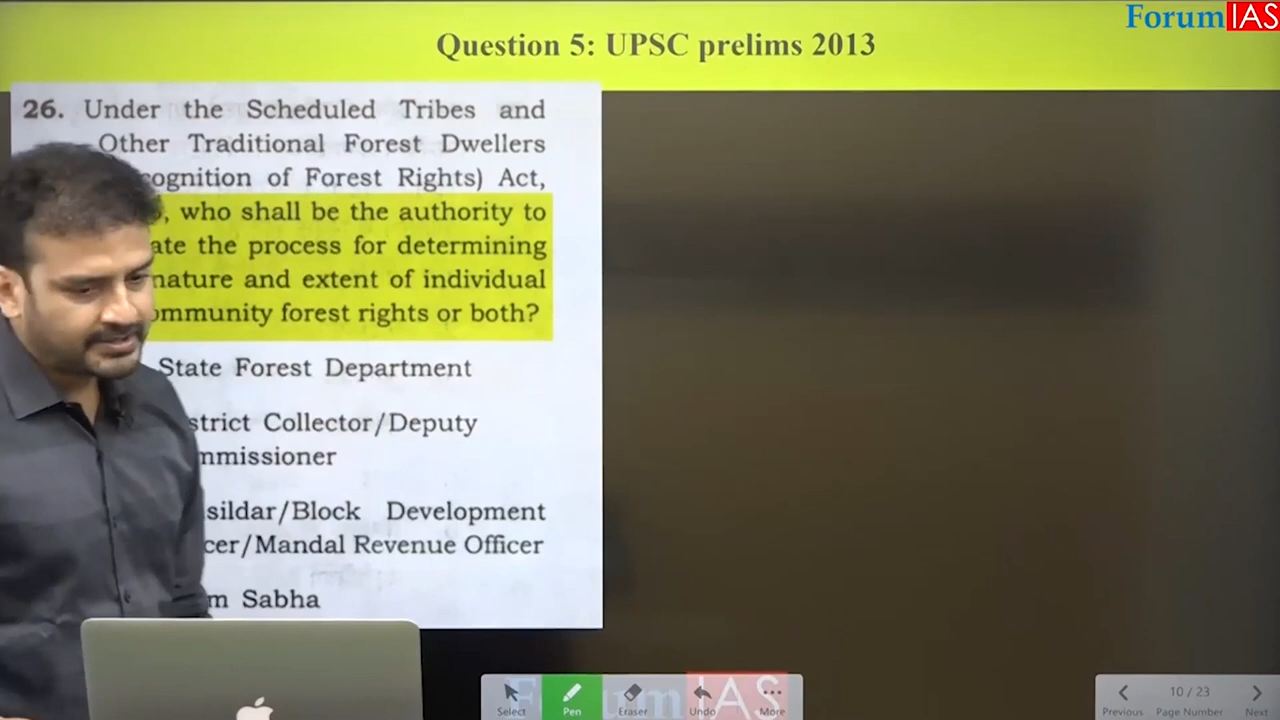 ForumIAS
Question 5: UPSC prelims 2013
26. Under the Scheduled Tribes and
Other Traditional Forest Dwellers
ognition of Forest Rights) Act,
, who shall be the authority to
ate the process for determining
nature and extent of individual
ommunity forest rights or both?
State Forest Department
strict Collector/Deputy
mmissioner
sildar/Block Development
cer/Mandal Revenue Officer
m Sabha
ForumIAS
Select Pen Eraser Undo More
10 / 23
Previous Page Number Next